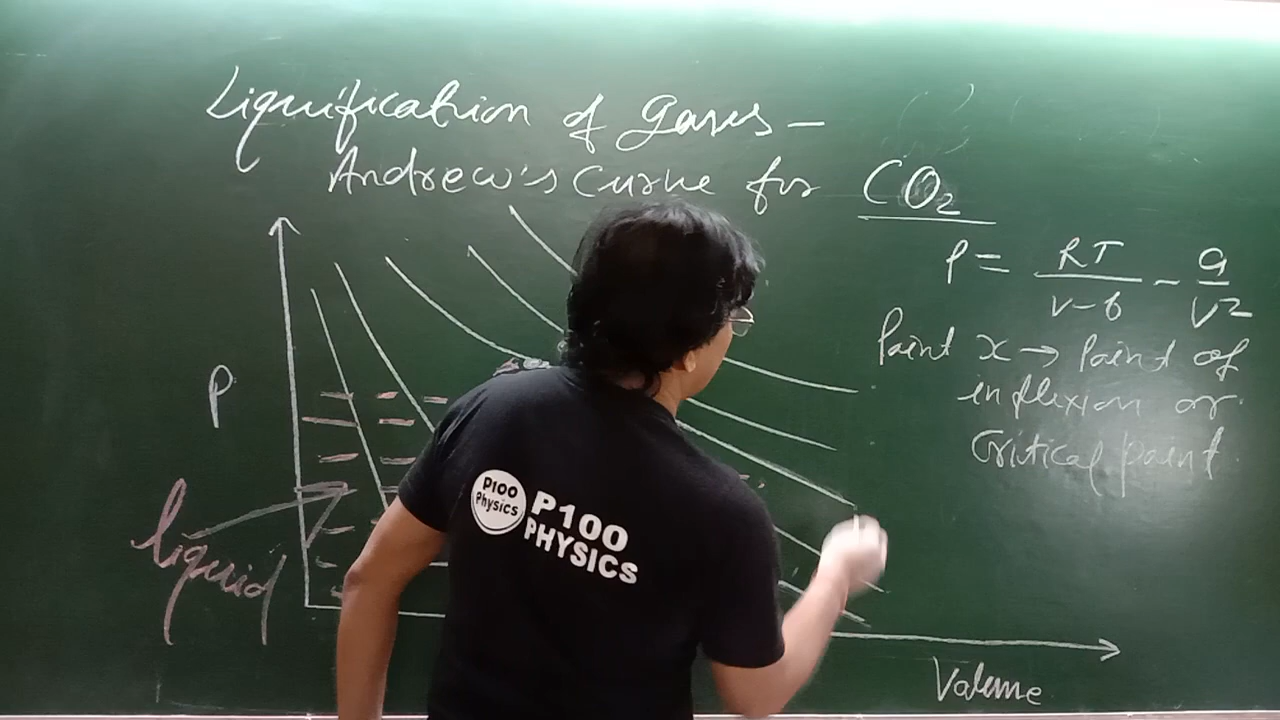 Liquification of gases –
Andrew's Curve for CO2
P = RT / v-b - a / v2
Point x → Point of
inflexion or
Critical point
P
liquid
P100
Physics
P100
PHYSICS
Volume